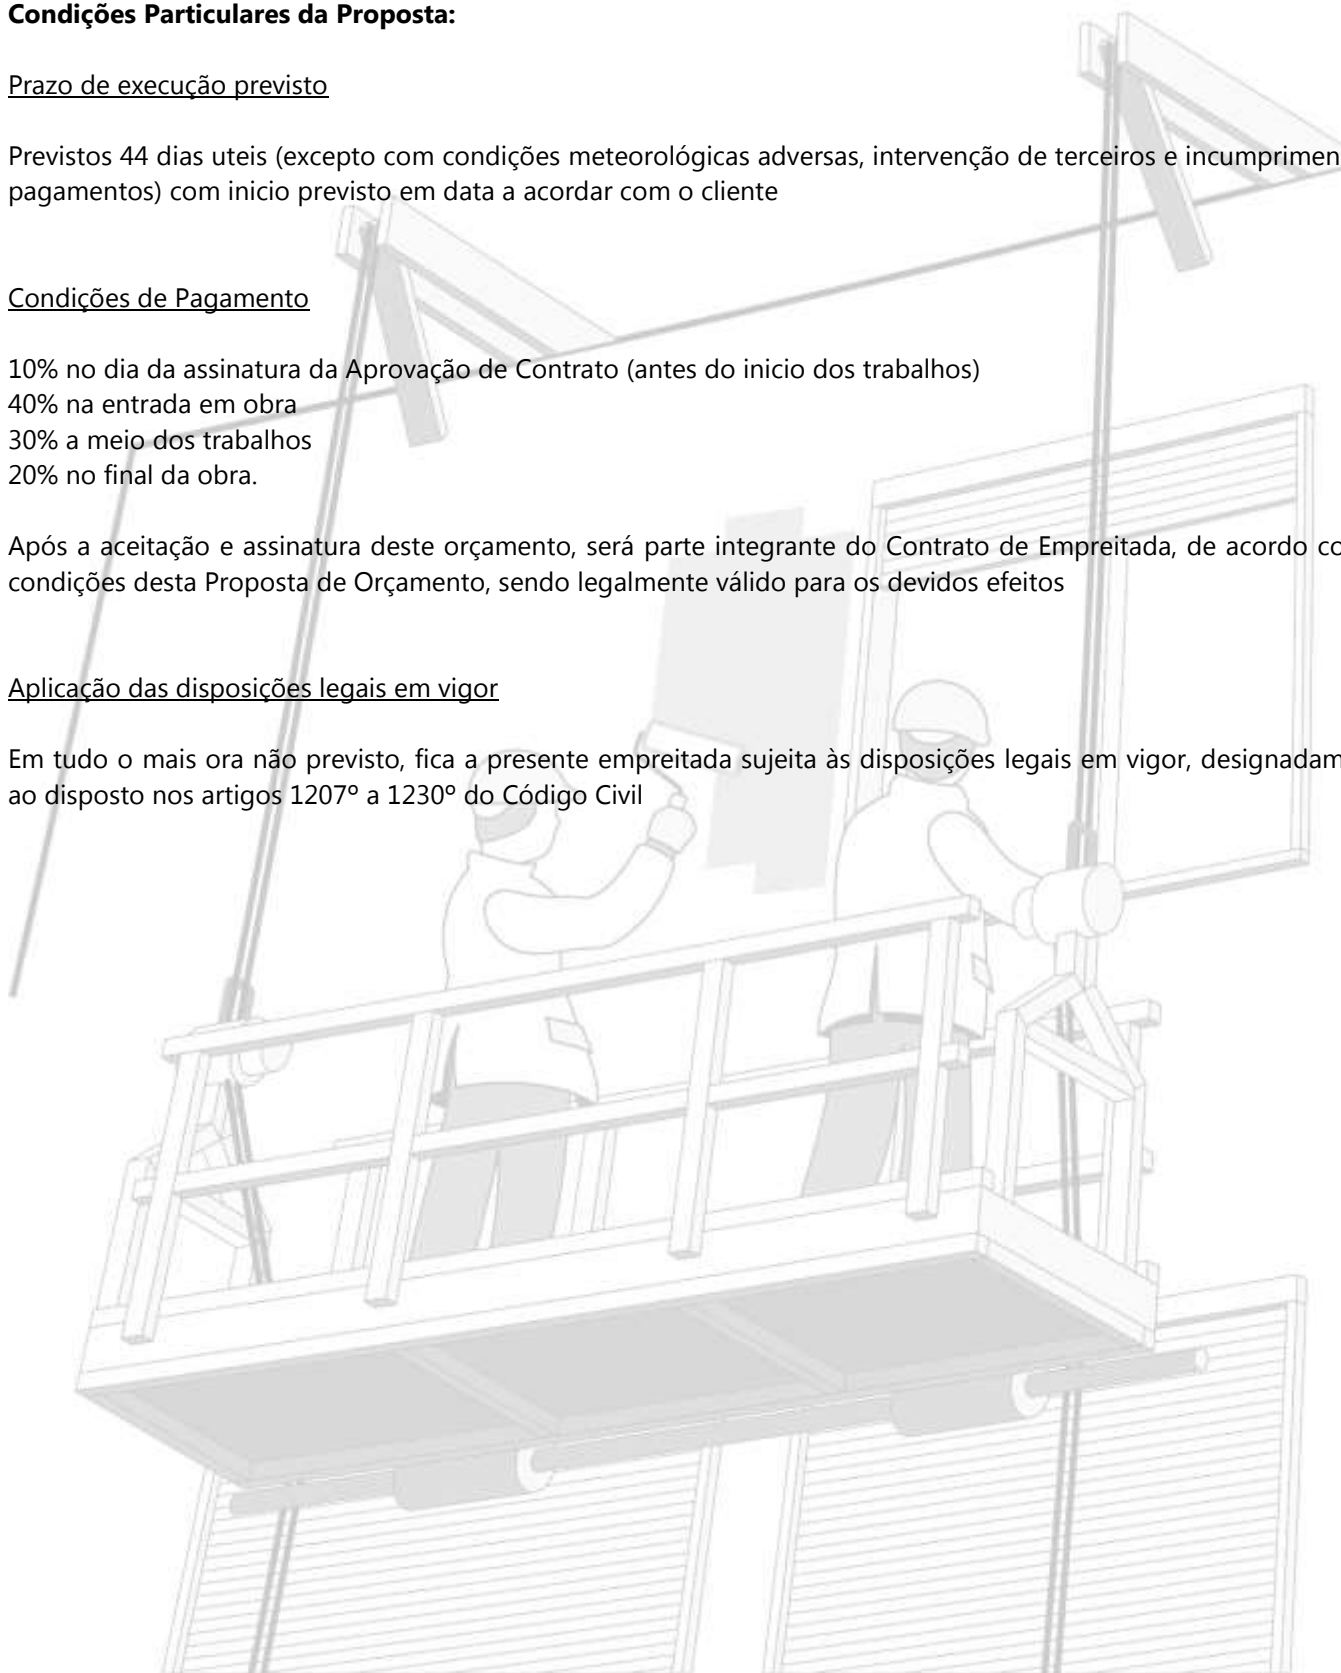 Condições Particulares da Proposta:
Prazo de execução previsto
Previstos 44 dias uteis (excepto com condições meteorológicas adversas, intervenção de terceiros e incumprimen
pagamentos) com inicio previsto em data a acordar com o cliente
Condições de Pagamento
10% no dia da assinatura da Aprovação de Contrato (antes do inicio dos trabalhos)
40% na entrada em obra
30% a meio dos trabalhos
20% no final da obra.
Após a aceitação e assinatura deste orçamento, será parte integrante do Contrato de Empreitada, de acordo co
condições desta Proposta de Orçamento, sendo legalmente válido para os devidos efeitos
Aplicação das disposições legais em vigor
Em tudo o mais ora não previsto, fica a presente empreitada sujeita às disposições legais em vigor, designadam
ao disposto nos artigos 1207º a 1230º do Código Civil